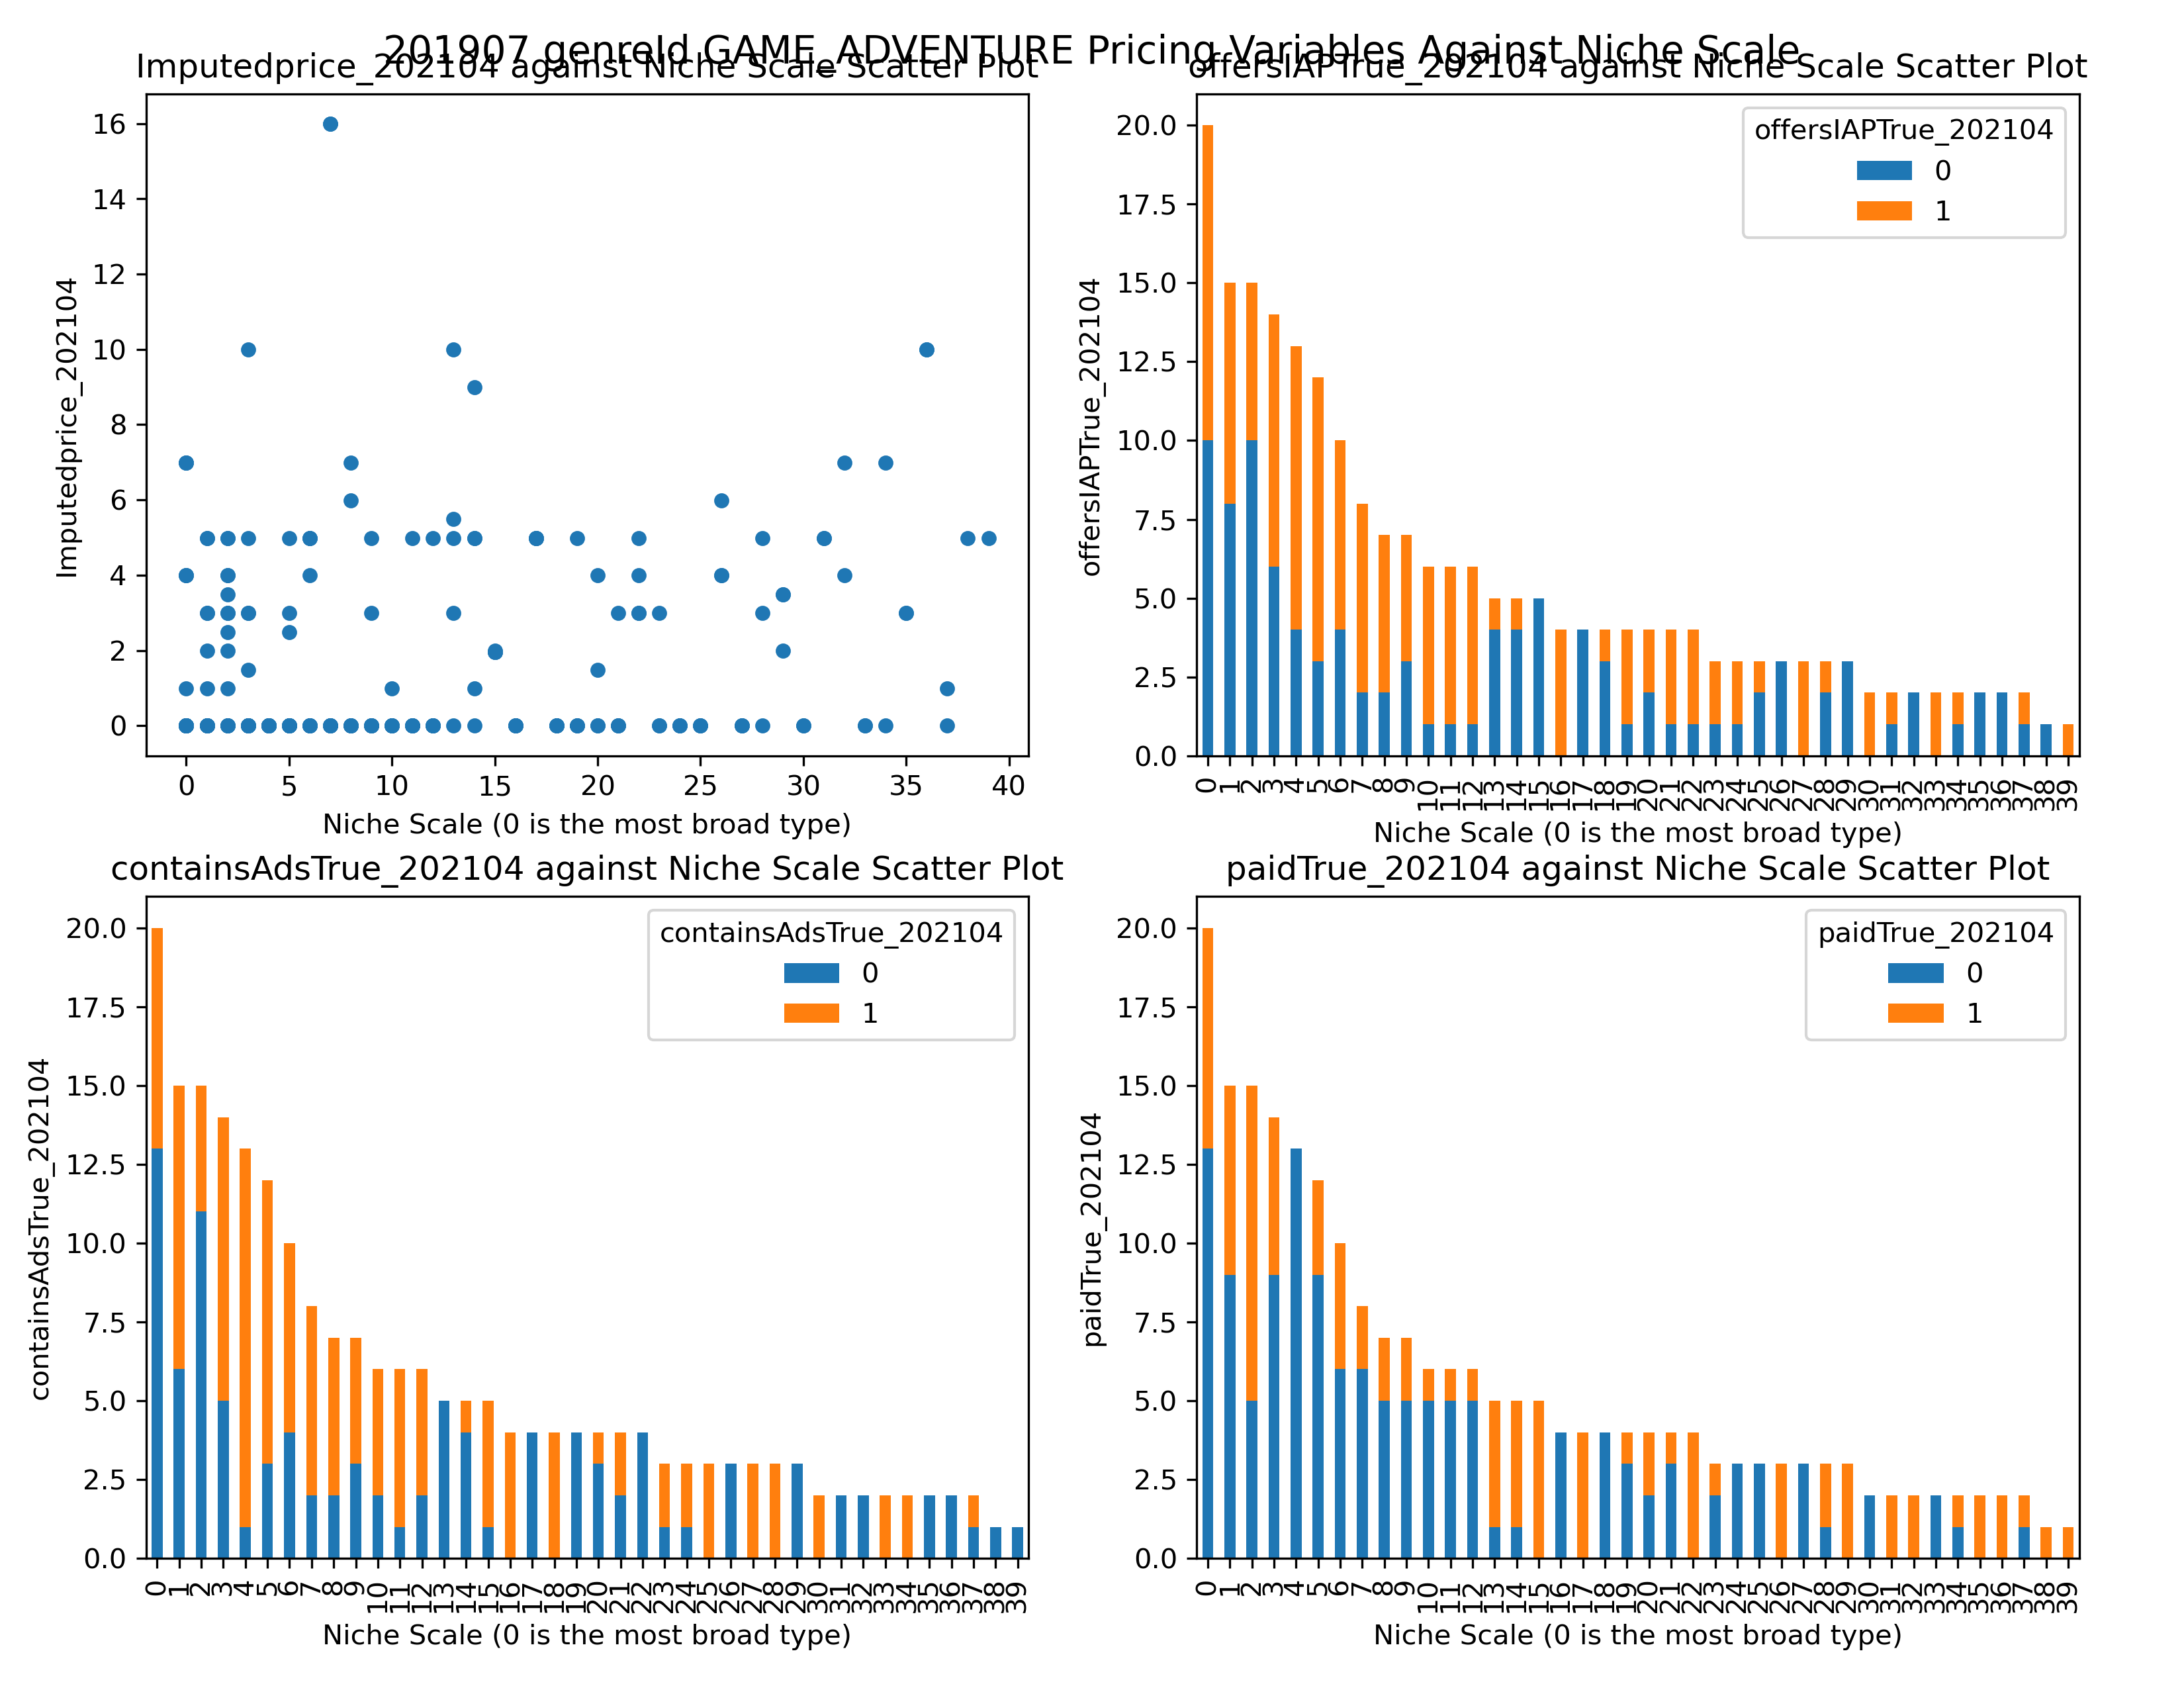 201907 genreId GAME_ADVENTURE Pricing Variables Against Niche Scale
Imputedprice_202104 against Niche Scale Scatter Plot
Imputedprice_202104
16
14
12
10
8
6
4
2
0
0 5 10 15 20 25 30 35 40
Niche Scale (0 is the most broad type)
offersIAPTrue_202104 against Niche Scale Scatter Plot
offersIAPTrue_202104
20.0
17.5
15.0
12.5
10.0
7.5
5.0
2.5
0.0
offersIAPTrue_202104
0
1
0 1 2 3 4 5 6 7 8 9 10 11 12 13 14 15 16 17 18 19 20 21 22 23 24 25 26 27 28 29 30 31 32 33 34 35 36 37 38 39
Niche Scale (0 is the most broad type)
containsAdsTrue_202104 against Niche Scale Scatter Plot
containsAdsTrue_202104
20.0
17.5
15.0
12.5
10.0
7.5
5.0
2.5
0.0
containsAdsTrue_202104
0
1
0 1 2 3 4 5 6 7 8 9 10 11 12 13 14 15 16 17 18 19 20 21 22 23 24 25 26 27 28 29 30 31 32 33 34 35 36 37 38 39
Niche Scale (0 is the most broad type)
paidTrue_202104 against Niche Scale Scatter Plot
paidTrue_202104
20.0
17.5
15.0
12.5
10.0
7.5
5.0
2.5
0.0
paidTrue_202104
0
1
0 1 2 3 4 5 6 7 8 9 10 11 12 13 14 15 16 17 18 19 20 21 22 23 24 25 26 27 28 29 30 31 32 33 34 35 36 37 38 39
Niche Scale (0 is the most broad type)